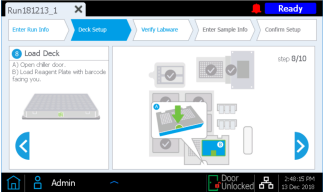 Run181213_1 X Ready
Enter Run Info Deck Setup Verify Labware Enter Sample Info Confirm Setup
8 Load Deck
A) Open chiller door.
B) Load Reagent Plate with barcode
facing you.
step 8/10
A
B
Admin
Door
Unlocked
2:48:15 PM
13 Dec 2018